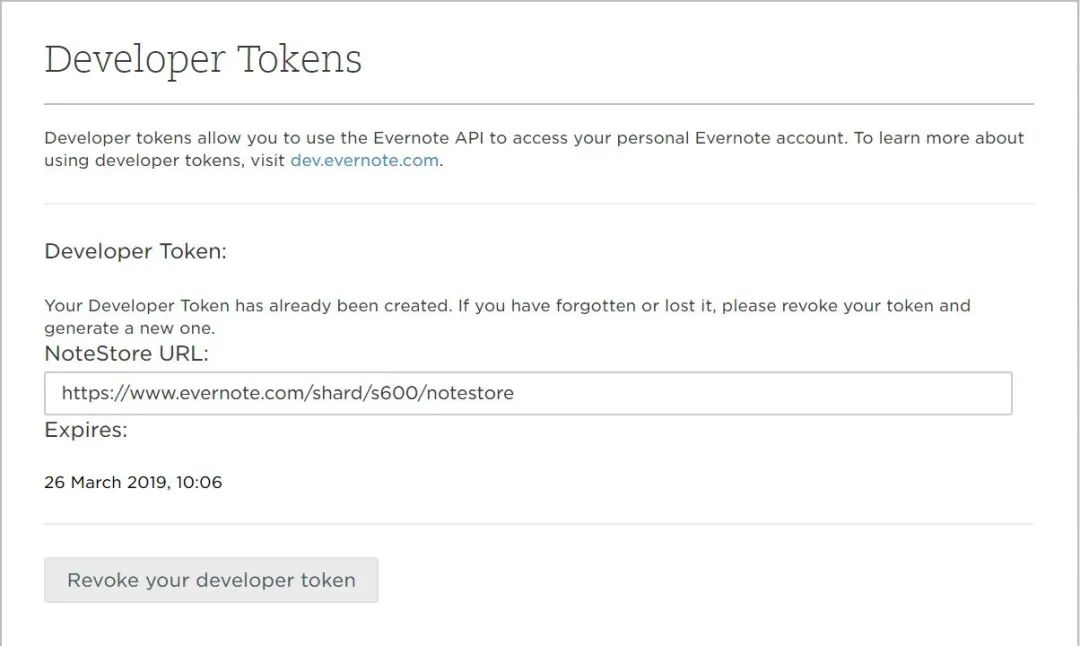 Developer Tokens
Developer tokens allow you to use the Evernote API to access your personal Evernote account. To learn more about
using developer tokens, visit dev.evernote.com.
Developer Token:
Your Developer Token has already been created. If you have forgotten or lost it, please revoke your token and
generate a new one.
NoteStore URL:
https://www.evernote.com/shard/s600/notestore
Expires:
26 March 2019, 10:06
Revoke your developer token